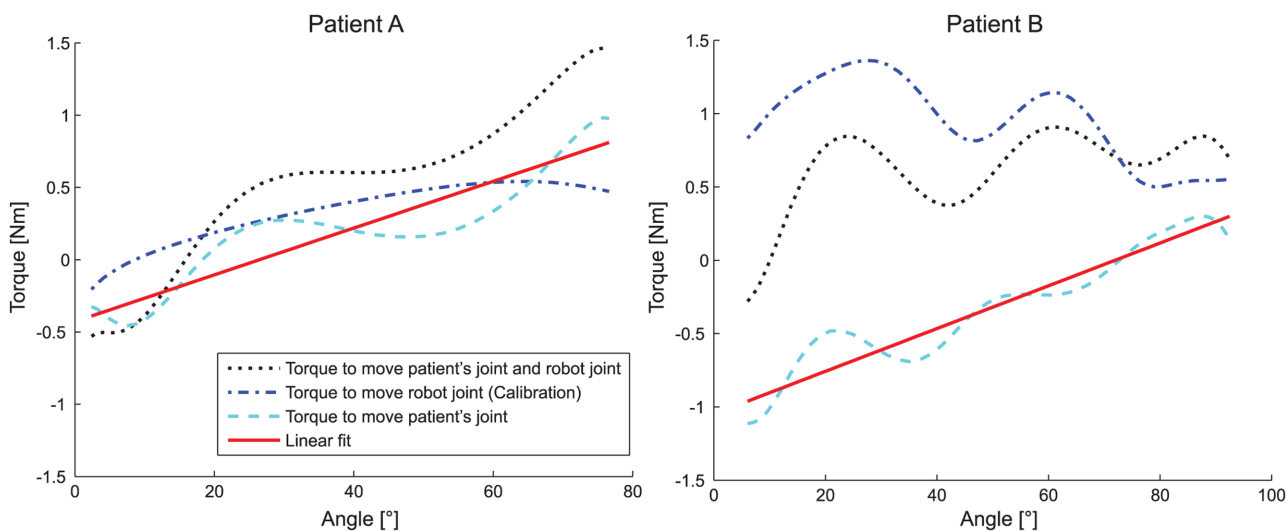 Patient A
1.5
1
0.5
0
-0.5
-1
-1.5
Torque [Nm]
0
20
40
60
80
Angle [°]
Torque to move patient's joint and robot joint
Torque to move robot joint (Calibration)
Torque to move patient's joint
Linear fit
Patient B
1.5
1
0.5
0
-0.5
-1
-1.5
Torque [Nm]
0
20
40
60
80
100
Angle [°]